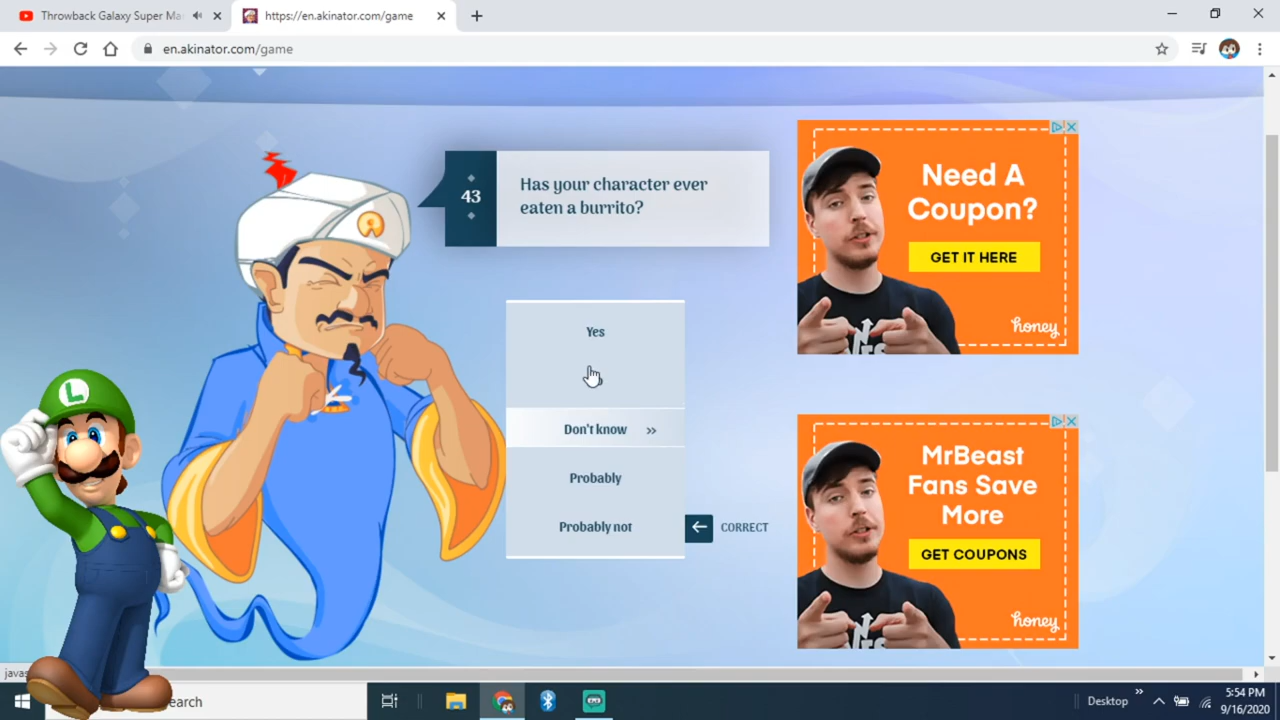 Throwback Galaxy Super Ma
https://en.akinator.com/game
en.akinator.com/game
43
Has your character ever
eaten a burrito?
Yes
Don't know
Probably
Probably not
CORRECT
Need A
Coupon?
GET IT HERE
honey
MrBeast
Fans Save
More
GET COUPONS
honey
L
javas
earch
Desktop
5:54 PM
9/16/2020